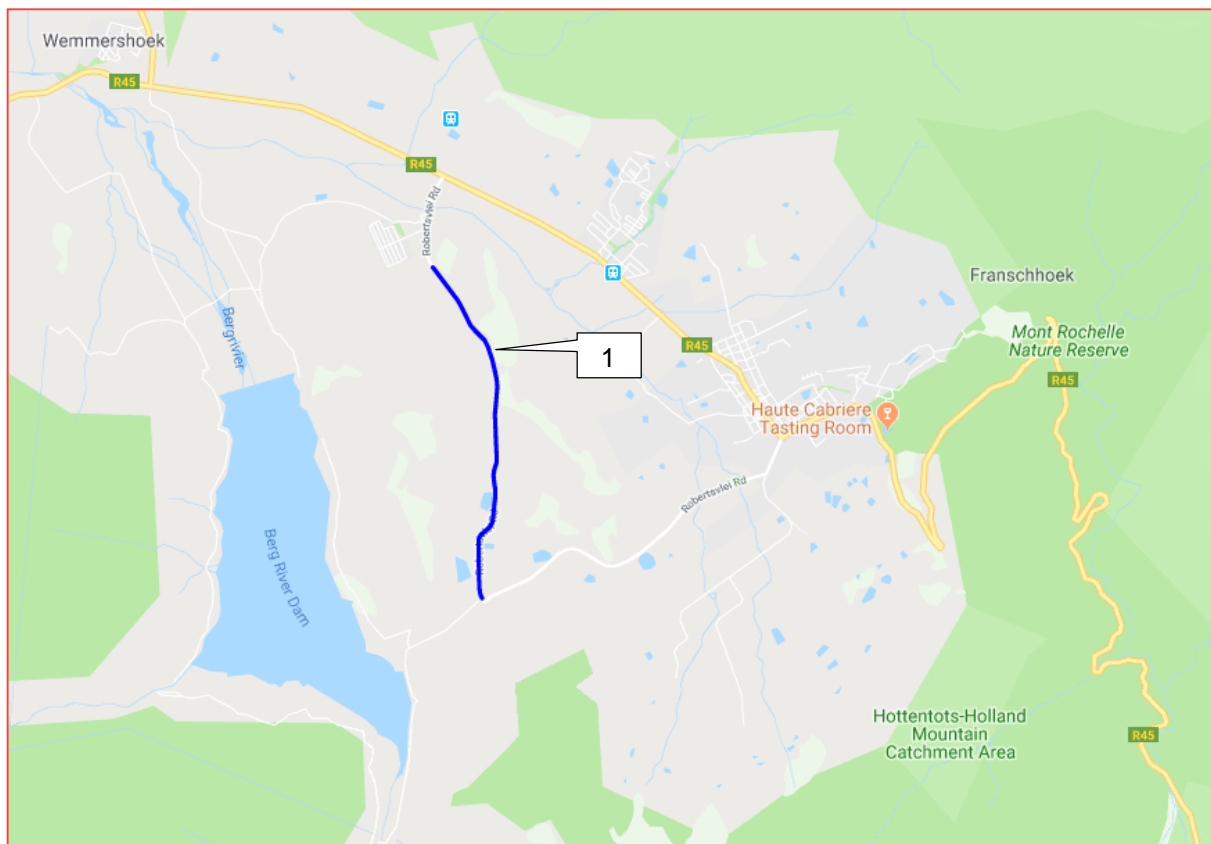 Wemmershoek
R45
R45
Robertsvlei Rd
Franschhoek
Mont Rochelle
Nature Reserve
Bergrivier
1
R45
R45
Haute Cabriere
Tasting Room
Robertsvlei Rd
Berg River Dam
Hottentots-Holland
Mountain
Catchment Area
R45